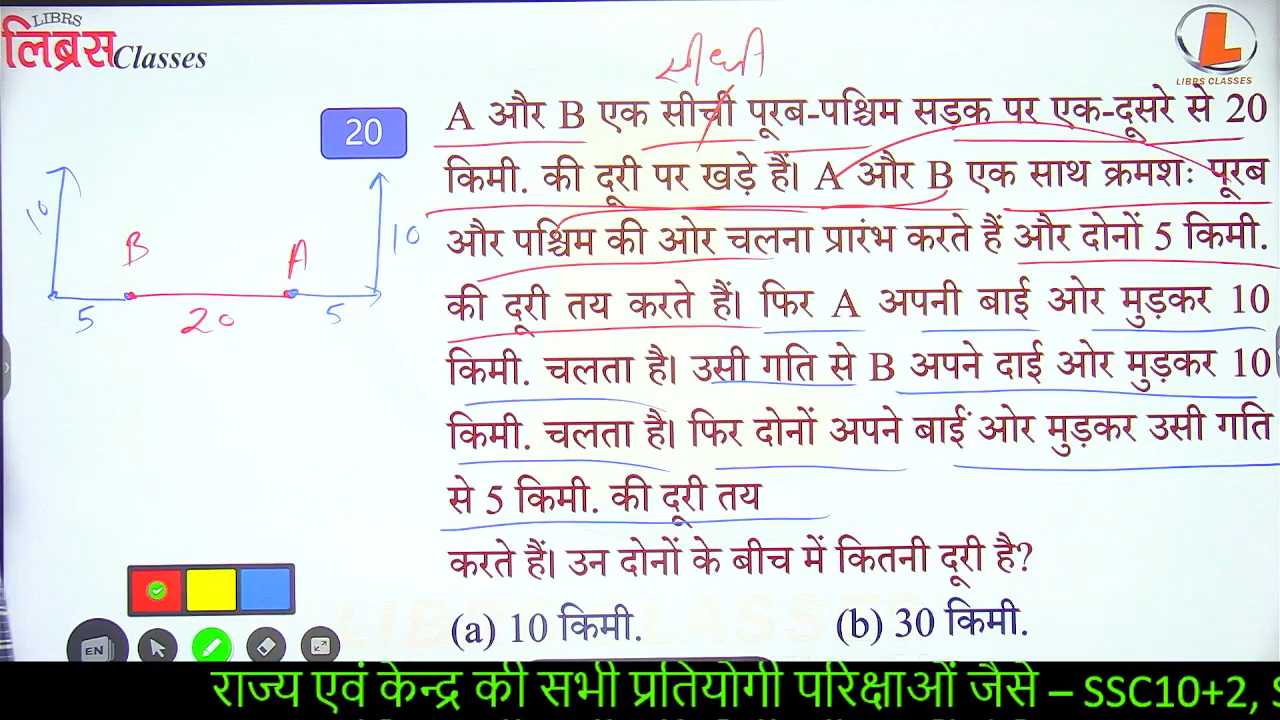 LIBRS
लिब्रस Classes
LIBRS CLASSES
सीधी
20
A और B एक सीची पूरब-पश्चिम सड़क पर एक-दूसरे से 20
किमी. की दूरी पर खड़े हैं। A और B एक साथ क्रमशः पूरब
और पश्चिम की ओर चलना प्रारंभ करते हैं और दोनों 5 किमी.
की दूरी तय करते हैं। फिर A अपनी बाई ओर मुड़कर 10
किमी. चलता है। उसी गति से B अपने दाई ओर मुड़कर 10
किमी. चलता है। फिर दोनों अपने बाईं ओर मुड़कर उसी गति
से 5 किमी. की दूरी तय
करते हैं। उन दोनों के बीच में कितनी दूरी है?
(a) 10 किमी. (b) 30 किमी.
10 B A 10
5 20 5
EN
राज्य एवं केन्द्र की सभी प्रतियोगी परिक्षाओं जैसे – SSC10+2,